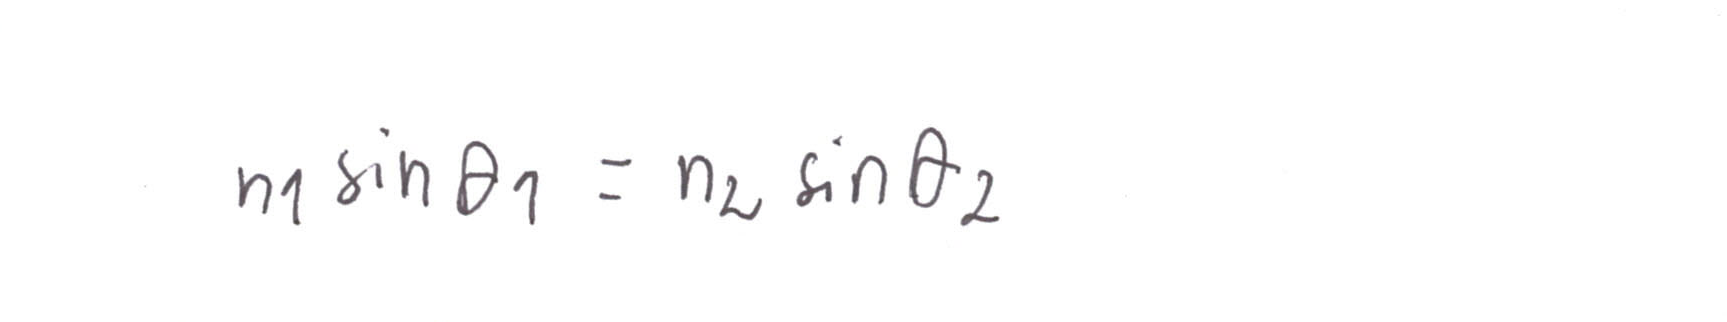 n₁ sin θ₁ = n₂ sin θ₂